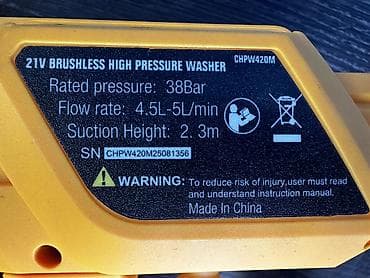 21V BRUSHLESS HIGH PRESSURE WASHER CHPW420M
Rated pressure: 38Bar
Flow rate: 4.5L-5L/min
Suction Height: 2. 3m
SN CHPW420M25081356
WARNING: To reduce risk of injury,user must read
and understand instruction manual.
Made In China